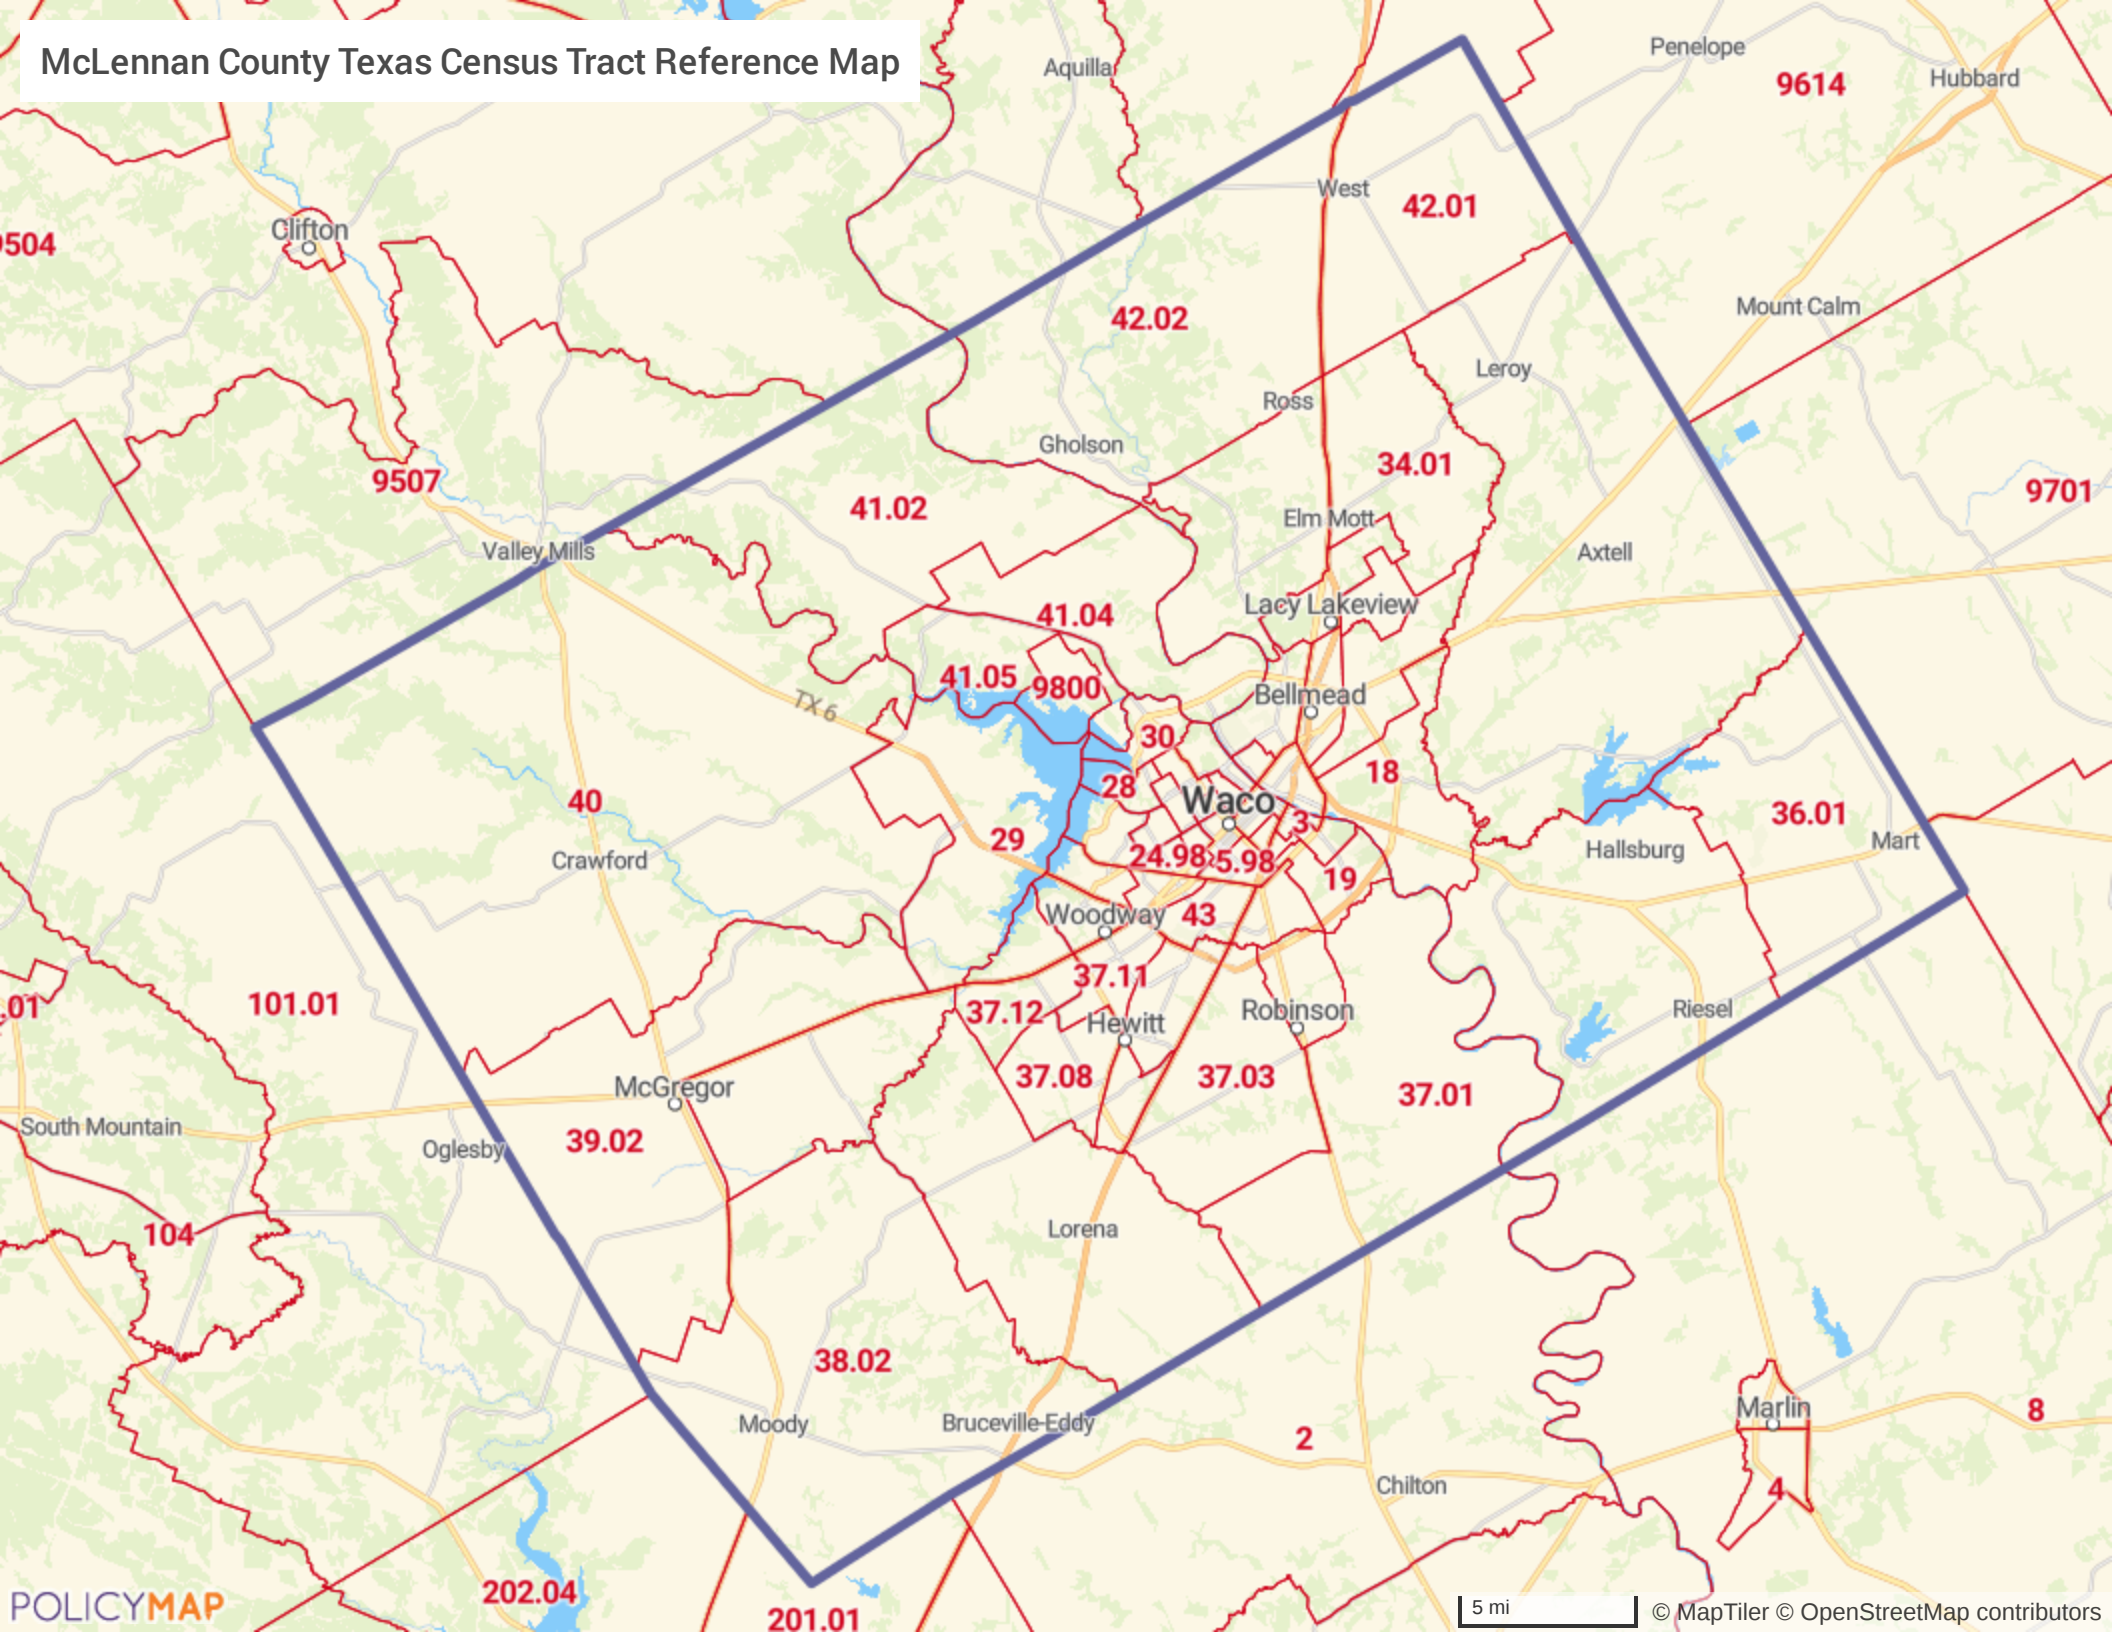 McLennan County Texas Census Tract Reference Map
Aquilla
Penelope
9614
Hubbard
West
42.01
Clifton
9504
Mount Calm
42.02
Leroy
Ross
Gholson
34.01
9507
9701
41.02
Elm Mott
Valley Mills
Axtell
Lacy Lakeview
41.04
41.05
9800
Bellmead
TX 6
30
18
28
40
Waco
36.01
3
29
Mart
Hallsburg
Crawford
24.98
5.98
19
Woodway
43
37.11
101.01
.01
37.12
Hewitt
Robinson
Riesel
37.08
37.03
McGregor
37.01
South Mountain
39.02
Oglesby
104
Lorena
38.02
Marlin
8
Moody
Bruceville-Eddy
2
Chilton
4
202.04
POLICYMAP
201.01
5 mi
© MapTiler © OpenStreetMap contributors